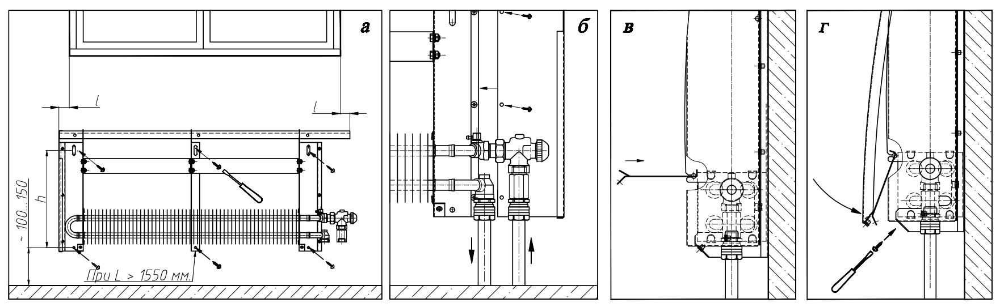 а
б
в
г
l
l
h
~ 100...150
При L > 1550 мм.